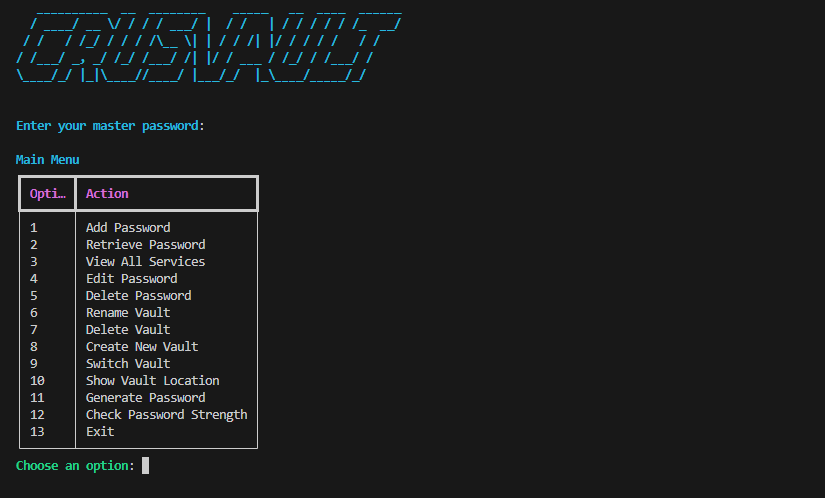 CRUSTVAULT
Enter your master password:
Main Menu
Opti… Action
1 Add Password
2 Retrieve Password
3 View All Services
4 Edit Password
5 Delete Password
6 Rename Vault
7 Delete Vault
8 Create New Vault
9 Switch Vault
10 Show Vault Location
11 Generate Password
12 Check Password Strength
13 Exit
Choose an option: